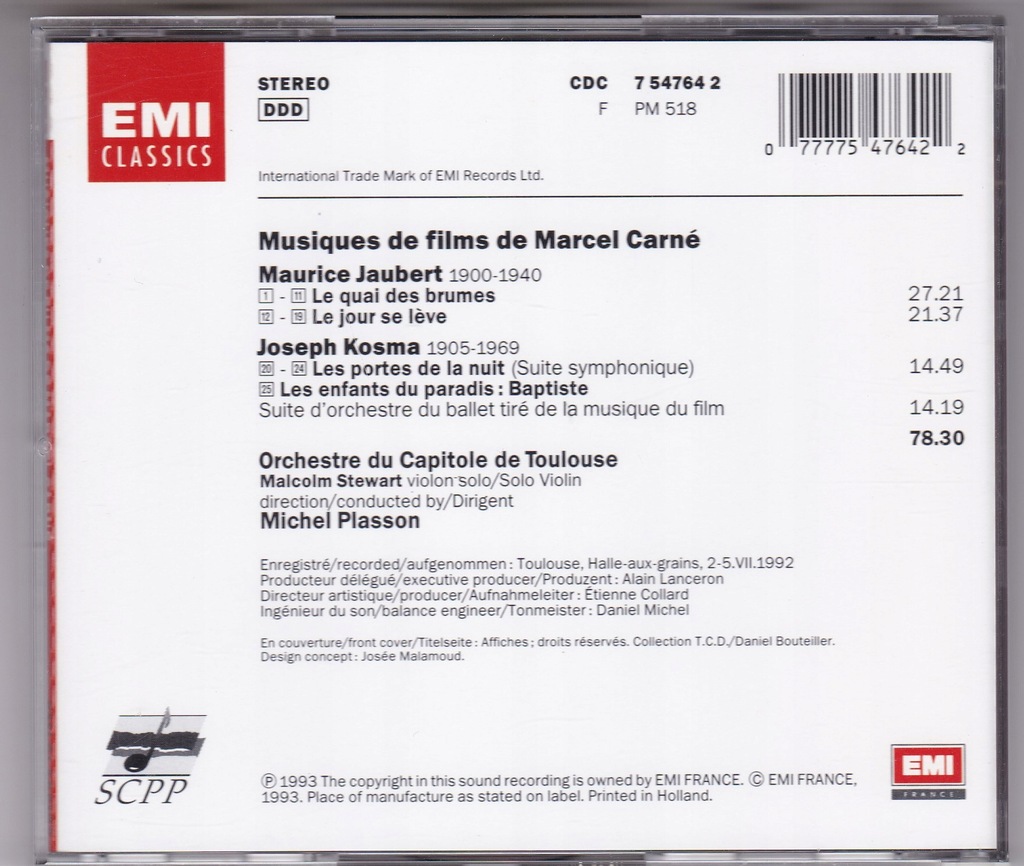 EMI
CLASSICS
STEREO
DDD
CDC 7 54764 2
F PM 518
0 77775 47642 2
International Trade Mark of EMI Records Ltd.
Musiques de films de Marcel Carné
Maurice Jaubert 1900-1940
1 - 11 Le quai des brumes 27.21
12 - 19 Le jour se lève 21.37
Joseph Kosma 1905-1969
20 - 24 Les portes de la nuit (Suite symphonique) 14.49
25 Les enfants du paradis : Baptiste
Suite d'orchestre du ballet tiré de la musique du film 14.19
78.30
Orchestre du Capitole de Toulouse
Malcolm Stewart violon solo/Solo Violin
direction/conducted by/Dirigent
Michel Plasson
Enregistré/recorded/aufgenommen : Toulouse, Halle-aux-grains, 2-5.VII.1992
Producteur délégué/executive producer/Produzent : Alain Lanceron
Directeur artistique/producer/Aufnahmeleiter : Étienne Collard
Ingénieur du son/balance engineer/Tonmeister : Daniel Michel
En couverture/front cover/Titelseite : Affiches ; droits réservés. Collection T.C.D./Daniel Bouteiller.
Design concept : Josée Malamoud.
SCPP
℗ 1993 The copyright in this sound recording is owned by EMI FRANCE. © EMI FRANCE,
1993. Place of manufacture as stated on label. Printed in Holland.
EMI
FRANCE